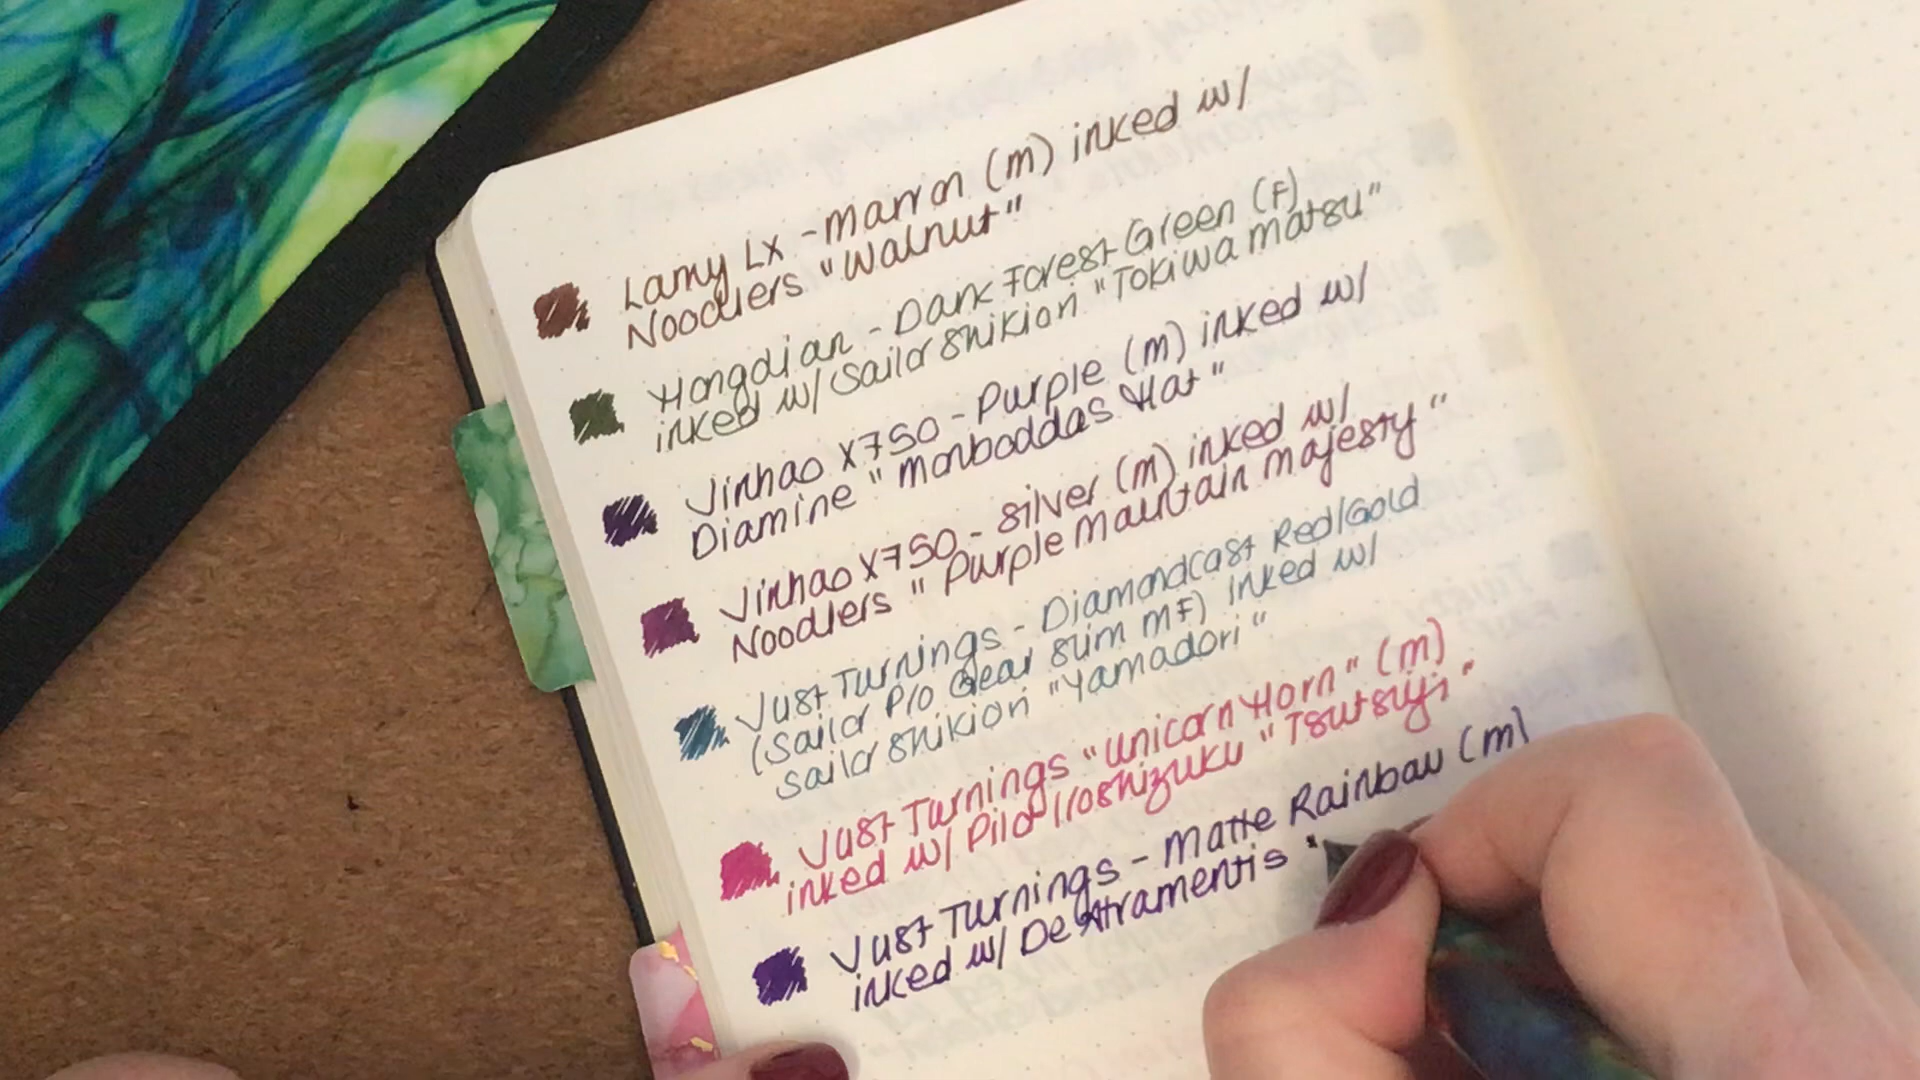 Lamy Lx - Marron (M) inked w/
Noodlers "Walnut"
Hongdian - Dark Forest Green (F)
inked w/ Sailor Shikiori "Tokiwa Matsu"
Jinhao X750 - Purple (M) inked w/
Diamine "Monboddas Hat"
Jinhao X750 - Silver (M) inked w/
Noodlers "Purple Mountain Majesty"
Just Turnings - Diamondcast Red/Gold
(Sailor P/O Gear Slim MF) inked w/
Sailor Shikiori "Yamadori"
Just Turnings "Unicorn Horn" (M)
inked w/ Pilot Iroshizuku "Tsutsuji"
Just Turnings - Matte Rainbow (M)
inked w/ De Atramentis "